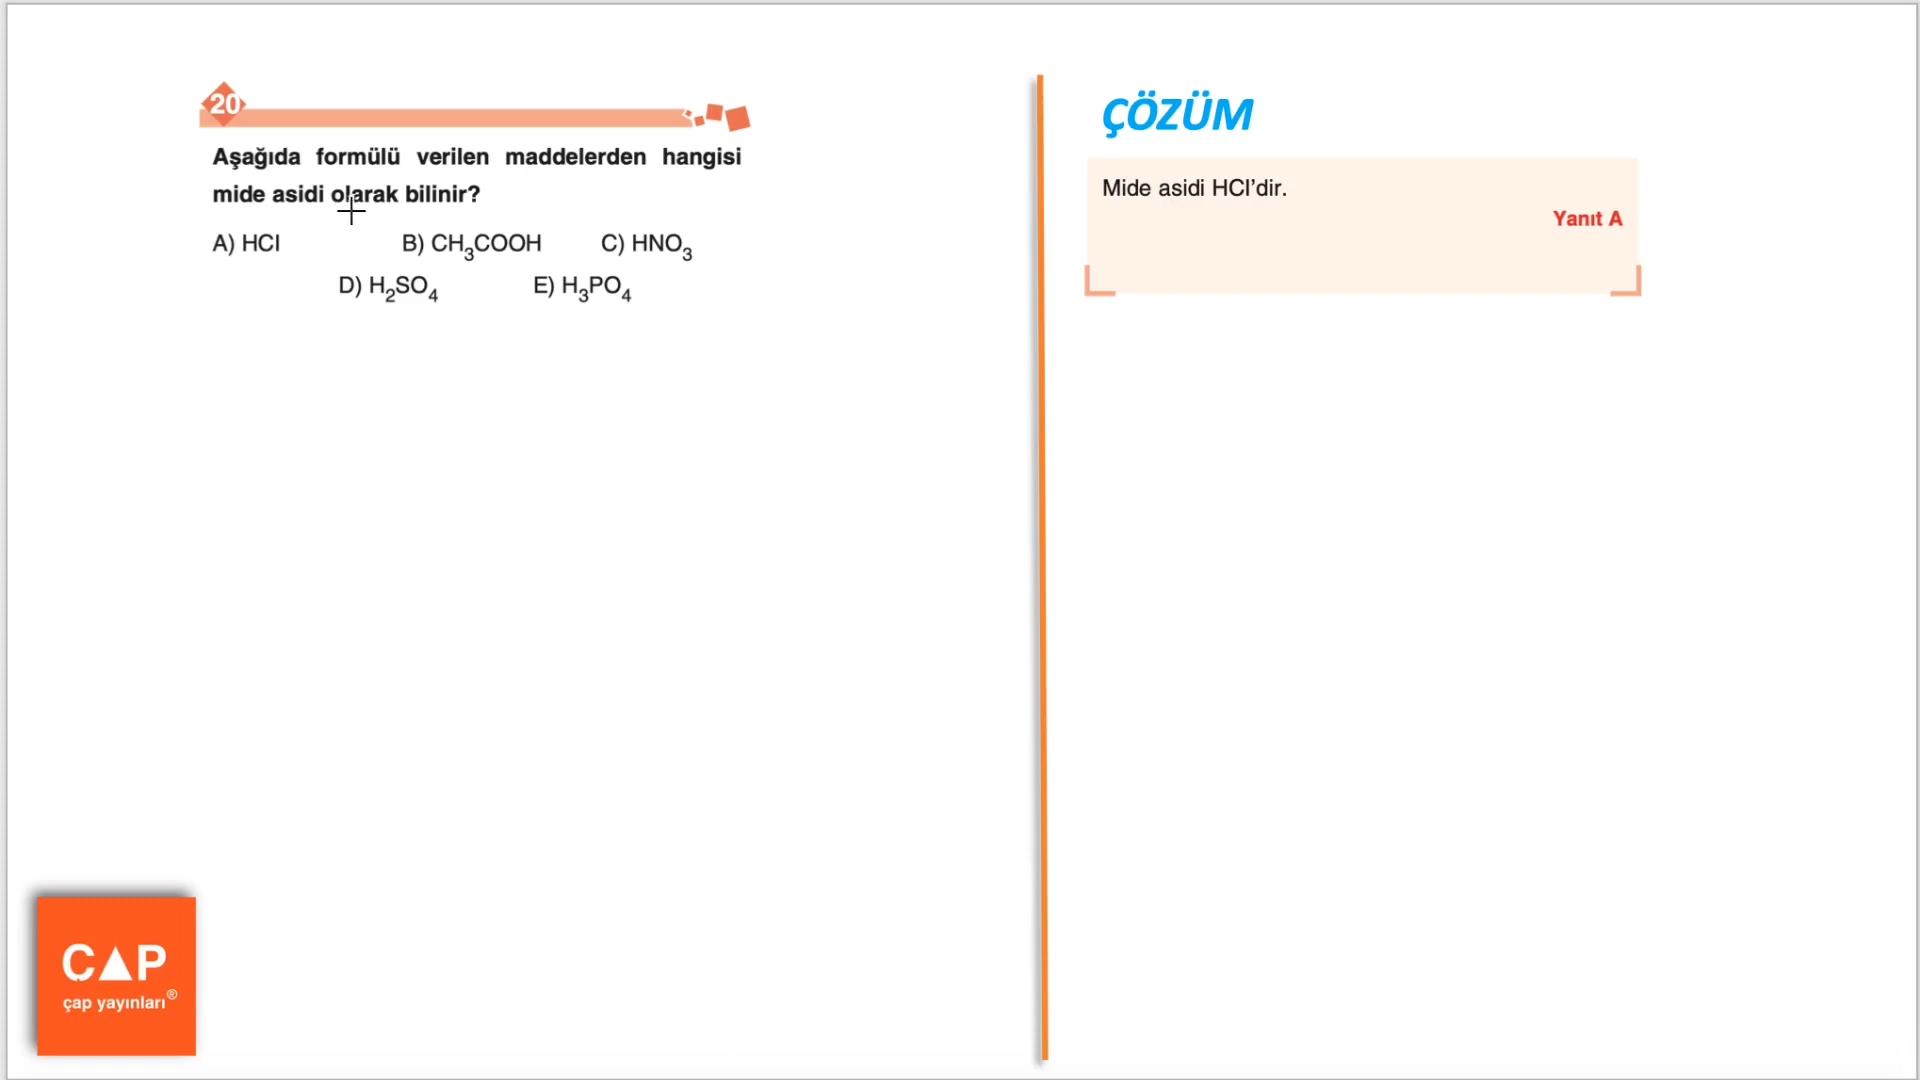 20
Aşağıda formülü verilen maddelerden hangisi
mide asidi olarak bilinir?
A) HCl B) CH₃COOH C) HNO₃
D) H₂SO₄ E) H₃PO₄
ÇÖZÜM
Mide asidi HCl’dir.
Yanıt A
ÇAP
çap yayınları®